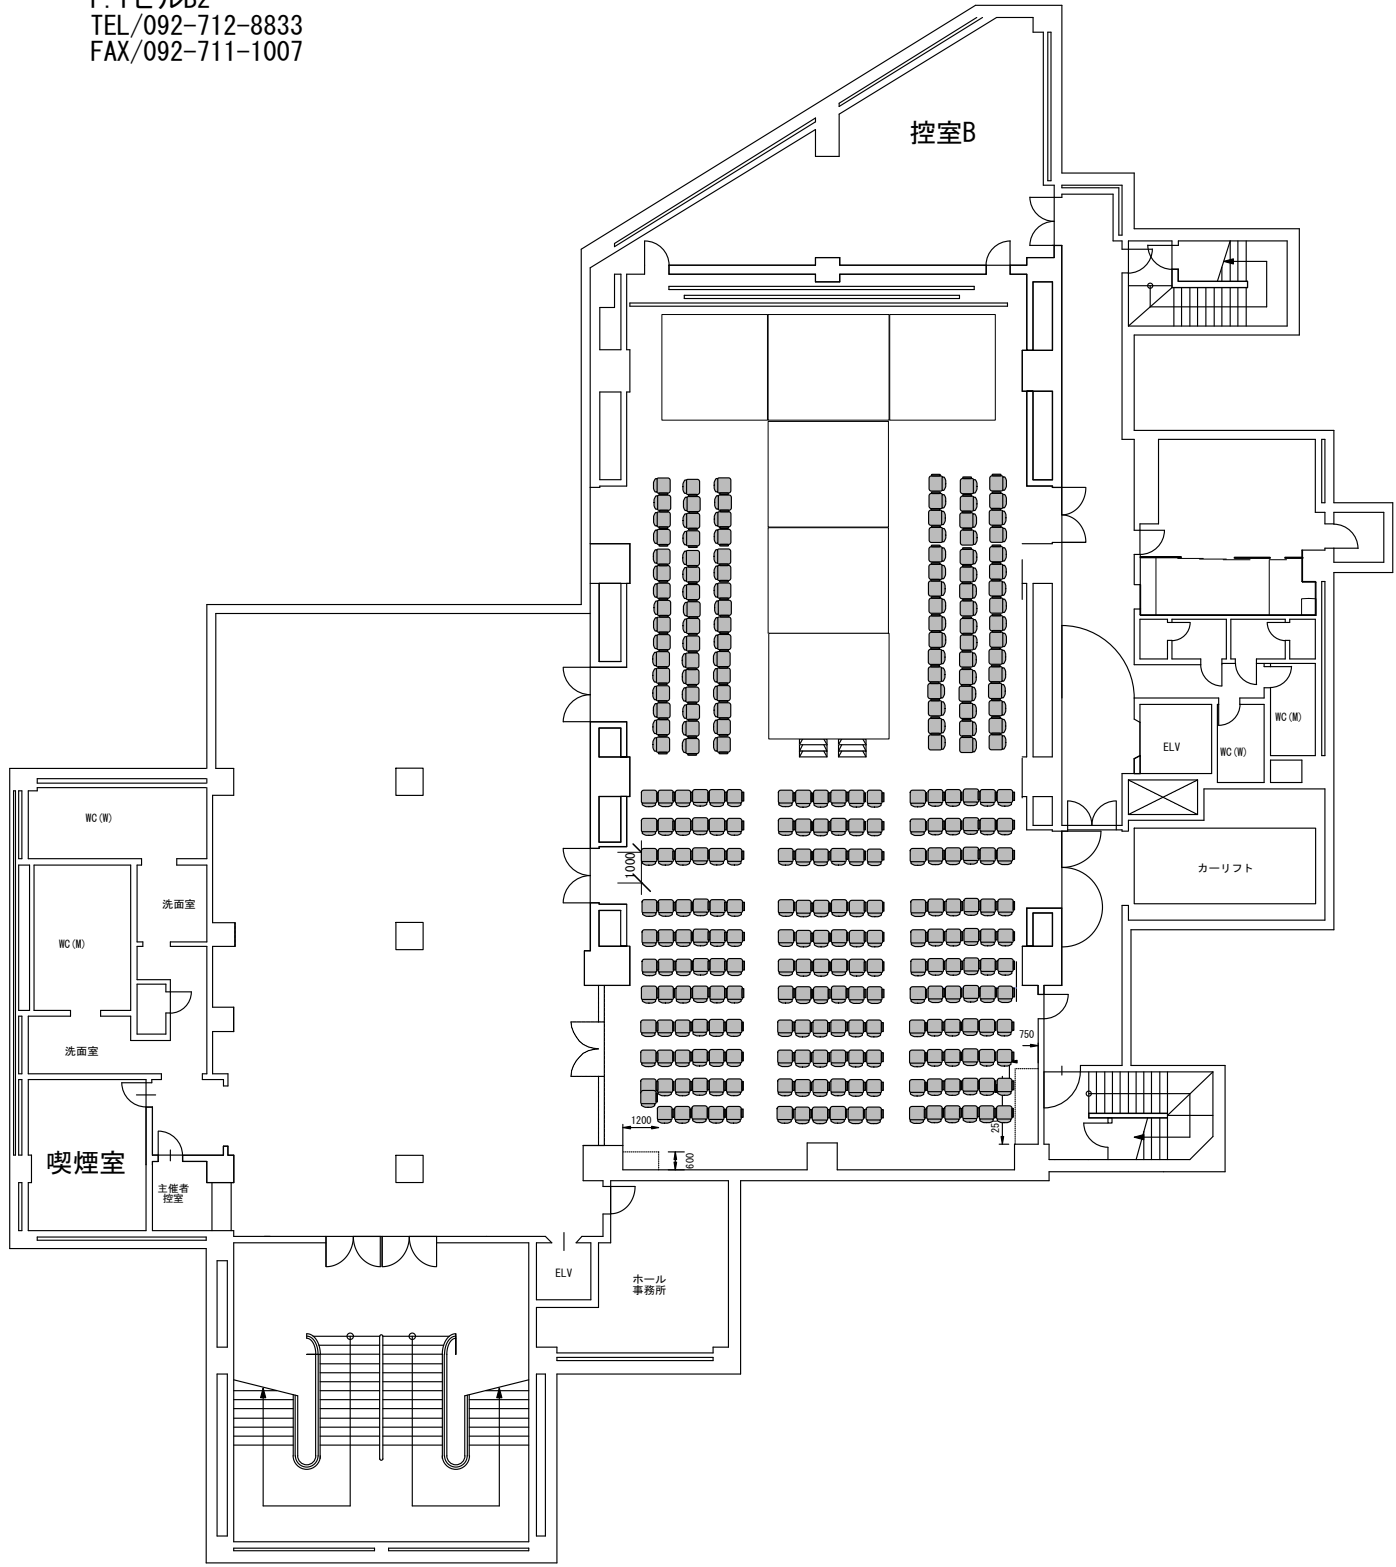 TEL/092-712-8833
FAX/092-711-1007
控室B
WC(M)
ELV
WC(W)
WC(W)
カーリフト
1000
洗面室
WC(M)
750
洗面室
1200
25
600
喫煙室
主催者
控室
ELV
ホール
事務所